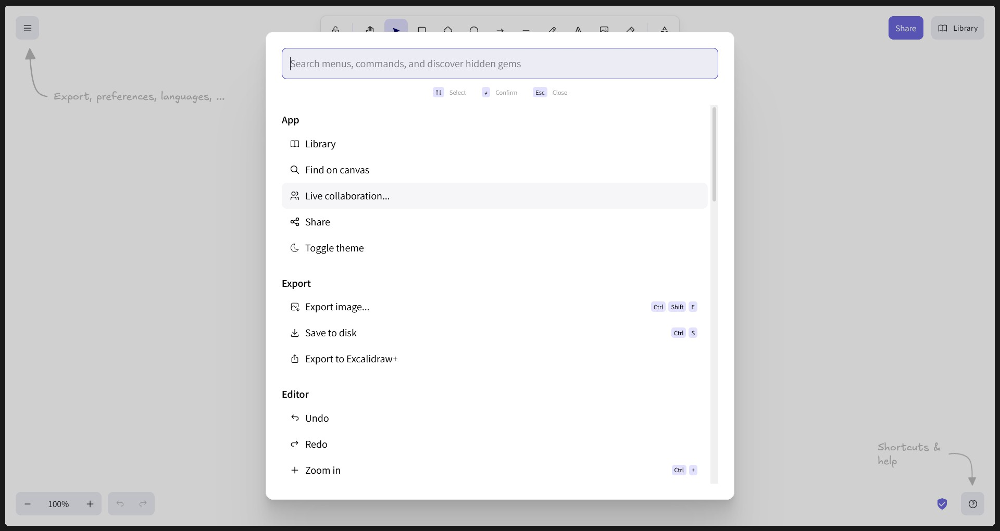 Share
Library
Export, preferences, languages, ...
Search menus, commands, and discover hidden gems
Select
Confirm
Esc Close
App
Library
Find on canvas
Live collaboration...
Share
Toggle theme
Export
Export image... Ctrl Shift E
Save to disk Ctrl S
Export to Excalidraw+
Editor
Undo
Redo
Zoom in Ctrl +
Shortcuts &
help
100%